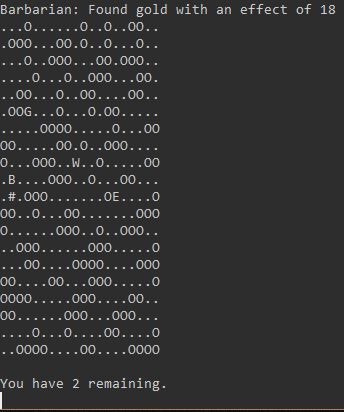 Barbarian: Found gold with an effect of 18
...O......O..O..OO..
.OOO...OO.O..O...O..
...O..OOO...OO.OOO..
....O...O..OOO...OO.
..OO...O..OO....OO..
.OOG...O...O.OO.....
.....OOOO.....O...OO
OO.....OO.O..OOO....
O...OOO..W..O.....OO
.B....OOO..O...OO...
.#.OOO.......OE....O
OO..O...OO.......OOO
O......OOO..O..OOO..
..OOO......OOO.....O
...OO....OOOO....OOO
OO....OO...OOO.....O
OOOO.....OOO....OO..
OO......OOO...OOO...
....O...O....OO....O
..OOOO....OO....OOOO
You have 2 remaining.